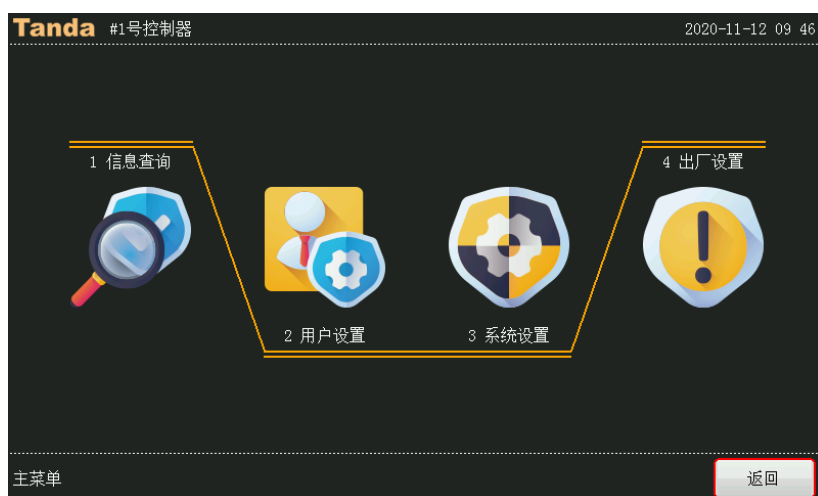 Tanda #1号控制器 2020-11-12 09 46
1 信息查询
4 出厂设置
2 用户设置
3 系统设置
主菜单
返回